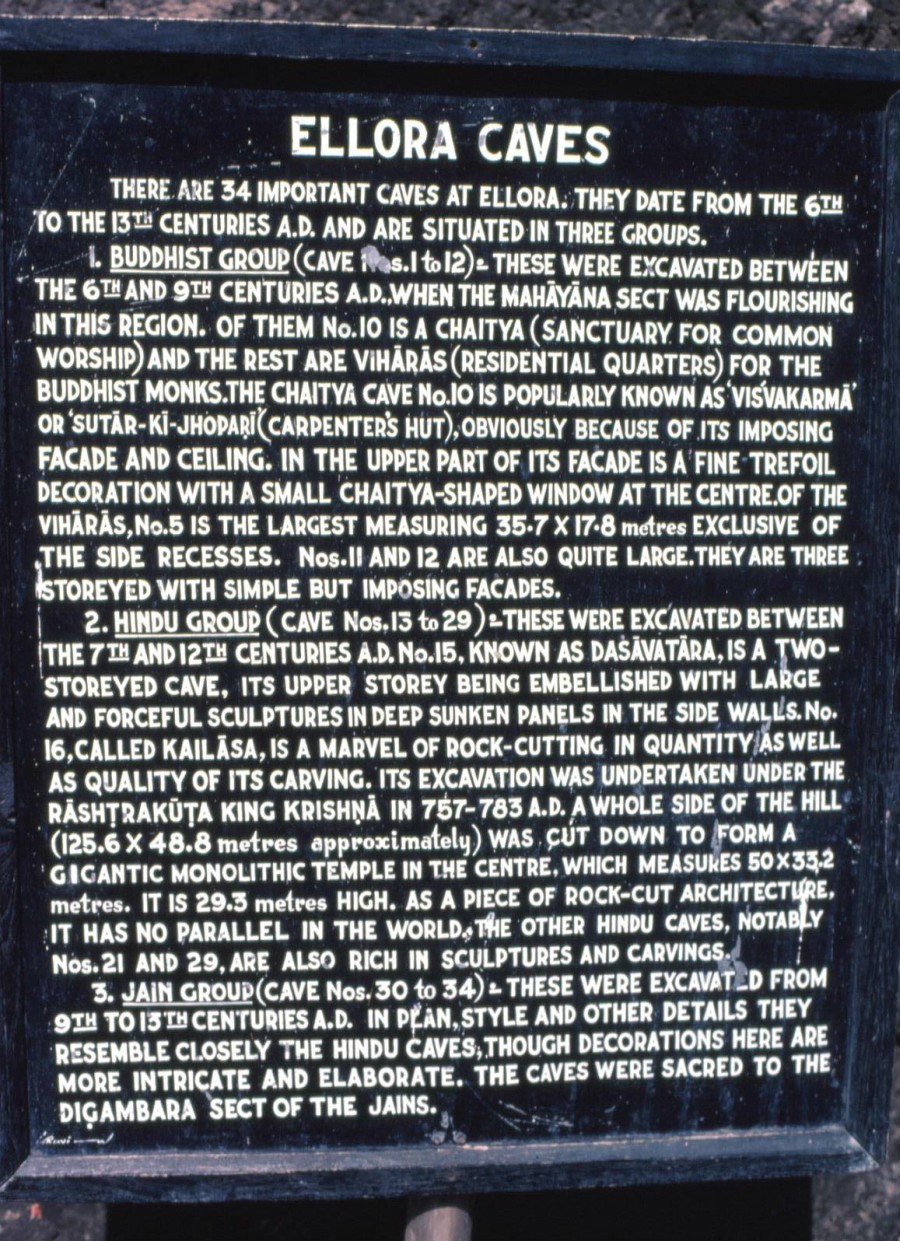 ELLORA CAVES
THERE ARE 34 IMPORTANT CAVES AT ELLORA. THEY DATE FROM THE 6TH
TO THE 13TH CENTURIES A.D. AND ARE SITUATED IN THREE GROUPS.
1. BUDDHIST GROUP (CAVE Nos.1 to 12)- THESE WERE EXCAVATED BETWEEN
THE 6TH AND 9TH CENTURIES A.D..WHEN THE MAHĀYĀNA SECT WAS FLOURISHING
IN THIS REGION. OF THEM No.10 IS A CHAITYA (SANCTUARY FOR COMMON
WORSHIP) AND THE REST ARE VIHĀRĀS (RESIDENTIAL QUARTERS) FOR THE
BUDDHIST MONKS.THE CHAITYA CAVE No.10 IS POPULARLY KNOWN AS 'VIŚVAKARMĀ'
OR 'SUTĀR-KĪ-JHOPAṚĪ' (CARPENTER'S HUT), OBVIOUSLY BECAUSE OF ITS IMPOSING
FACADE AND CEILING. IN THE UPPER PART OF ITS FACADE IS A FINE TREFOIL
DECORATION WITH A SMALL CHAITYA-SHAPED WINDOW AT THE CENTRE.OF THE
VIHĀRĀS, No.5 IS THE LARGEST MEASURING 35.7 X 17.8 metres EXCLUSIVE OF
THE SIDE RECESSES. Nos.11 AND 12 ARE ALSO QUITE LARGE.THEY ARE THREE
STOREYED WITH SIMPLE BUT IMPOSING FACADES.
2. HINDU GROUP (CAVE Nos.13 to 29)-THESE WERE EXCAVATED BETWEEN
THE 7TH AND 12TH CENTURIES A.D. No.15, KNOWN AS DAŚĀVATĀRA, IS A TWO-
STOREYED CAVE, ITS UPPER STOREY BEING EMBELLISHED WITH LARGE
AND FORCEFUL SCULPTURES IN DEEP SUNKEN PANELS IN THE SIDE WALLS. No.
16, CALLED KAILĀSA, IS A MARVEL OF ROCK-CUTTING IN QUANTITY AS WELL
AS QUALITY OF ITS CARVING. ITS EXCAVATION WAS UNDERTAKEN UNDER THE
RĀSHṬRAKŪṬA KING KRISHṆĀ IN 757-783 A.D. A WHOLE SIDE OF THE HILL
(125.6 X 48.8 metres approximately) WAS CUT DOWN TO FORM A
GIGANTIC MONOLITHIC TEMPLE IN THE CENTRE, WHICH MEASURES 50 X 33.2
metres. IT IS 29.3 metres HIGH. AS A PIECE OF ROCK-CUT ARCHITECTURE,
IT HAS NO PARALLEL IN THE WORLD. THE OTHER HINDU CAVES, NOTABLY
Nos. 21 AND 29, ARE ALSO RICH IN SCULPTURES AND CARVINGS.
3. JAIN GROUP (CAVE Nos. 30 to 34)- THESE WERE EXCAVATED FROM
9TH TO 13TH CENTURIES A.D. IN PLAN, STYLE AND OTHER DETAILS THEY
RESEMBLE CLOSELY THE HINDU CAVES, THOUGH DECORATIONS HERE ARE
MORE INTRICATE AND ELABORATE. THE CAVES WERE SACRED TO THE
DIGAMBARA SECT OF THE JAINS.